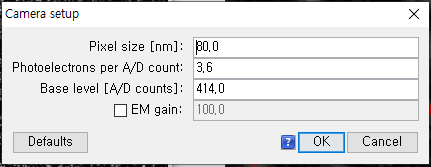 Camera setup
Pixel size [nm]: 80,0
Photoelectrons per A/D count: 3,6
Base level [A/D counts]: 414,0
EM gain: 100,0
Defaults ? OK Cancel